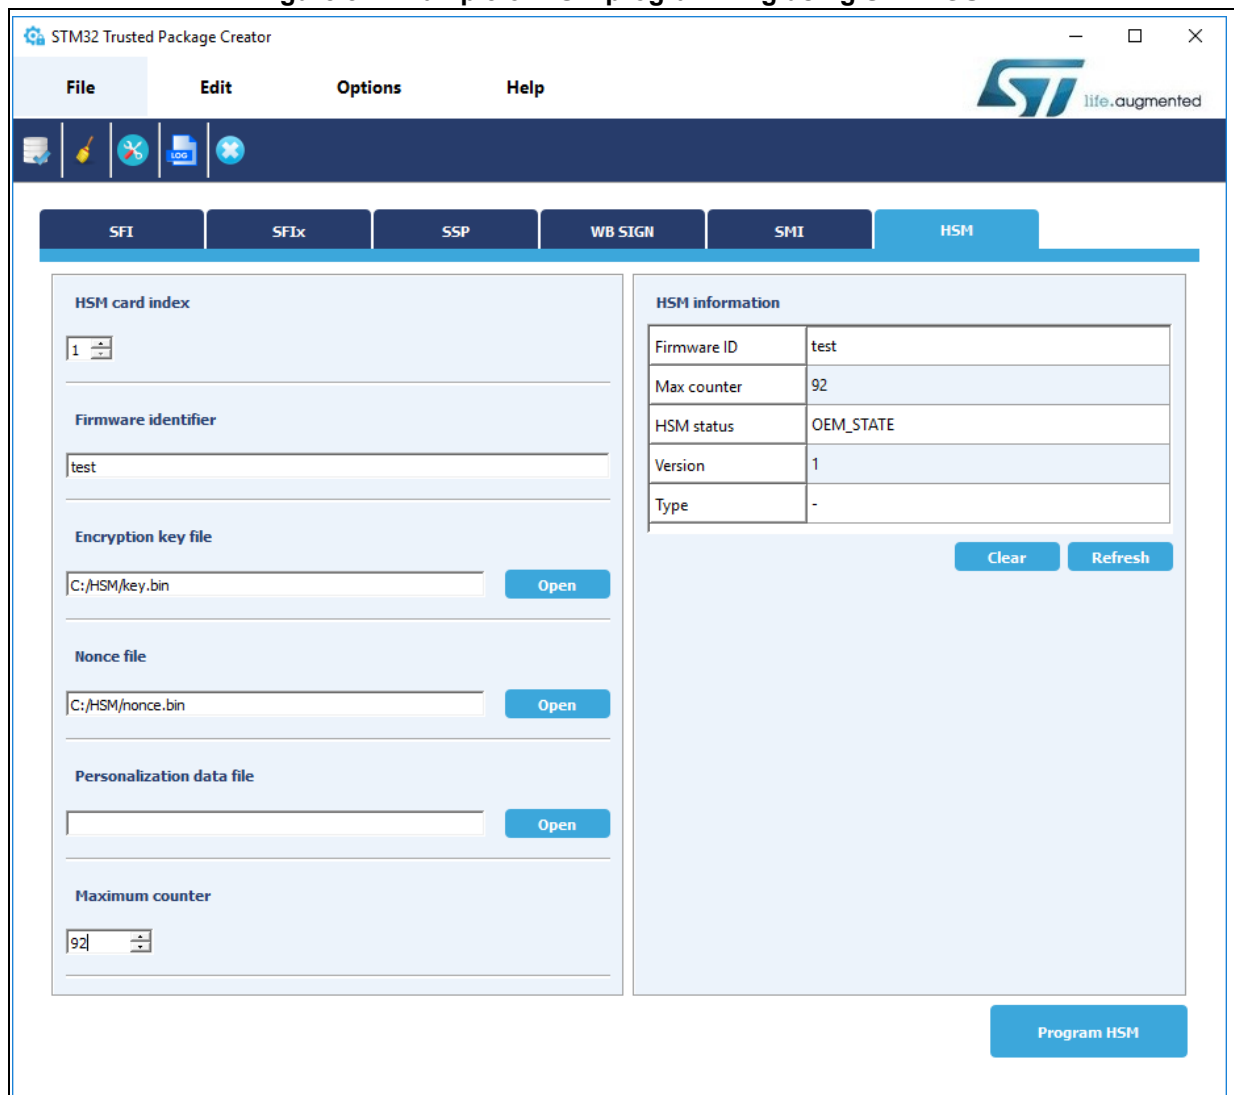 STM32 Trusted Package Creator
File Edit Options Help
ST life.augmented
LOG
SFI SFIx SSP WB SIGN SMI HSM
HSM card index
1
Firmware identifier
test
Encryption key file
C:/HSM/key.bin Open
Nonce file
C:/HSM/nonce.bin Open
Personalization data file
Open
Maximum counter
92
HSM information
Firmware ID test
Max counter 92
HSM status OEM_STATE
Version 1
Type -
Clear Refresh
Program HSM